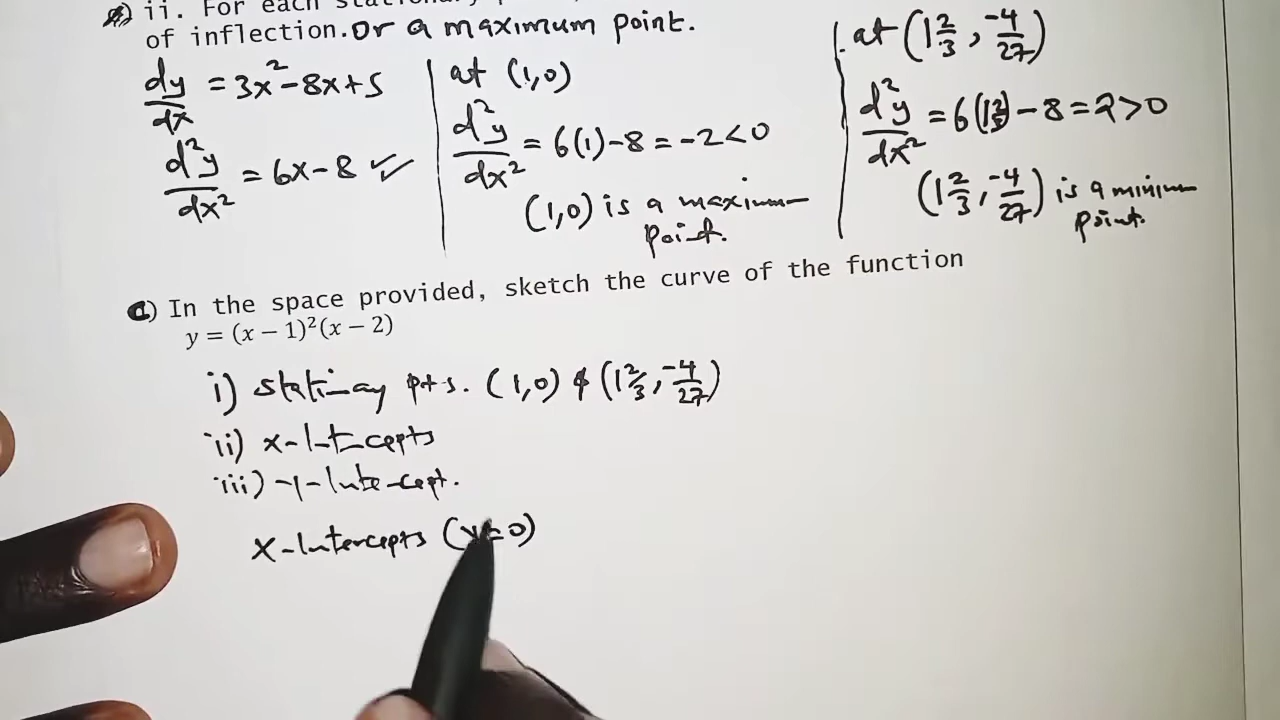 ii. For each stationary p
of inflection. Or a maximum point.
dy/dx = 3x² - 8x + 5
d²y/dx² = 6x - 8 ✓
at (1,0)
d²y/dx² = 6(1) - 8 = -2 < 0
(1,0) is a maximum
point.
at (1 2/3, -4/27)
d²y/dx² = 6(1 2/3) - 8 = 2 > 0
(1 2/3, -4/27) is a minimum
point.
a) In the space provided, sketch the curve of the function
y = (x - 1)²(x - 2)
i) stationary pts. (1,0) & (1 2/3, -4/27)
ii) x-Intercepts
iii) y-Intercept.
x-Intercepts (y=0)